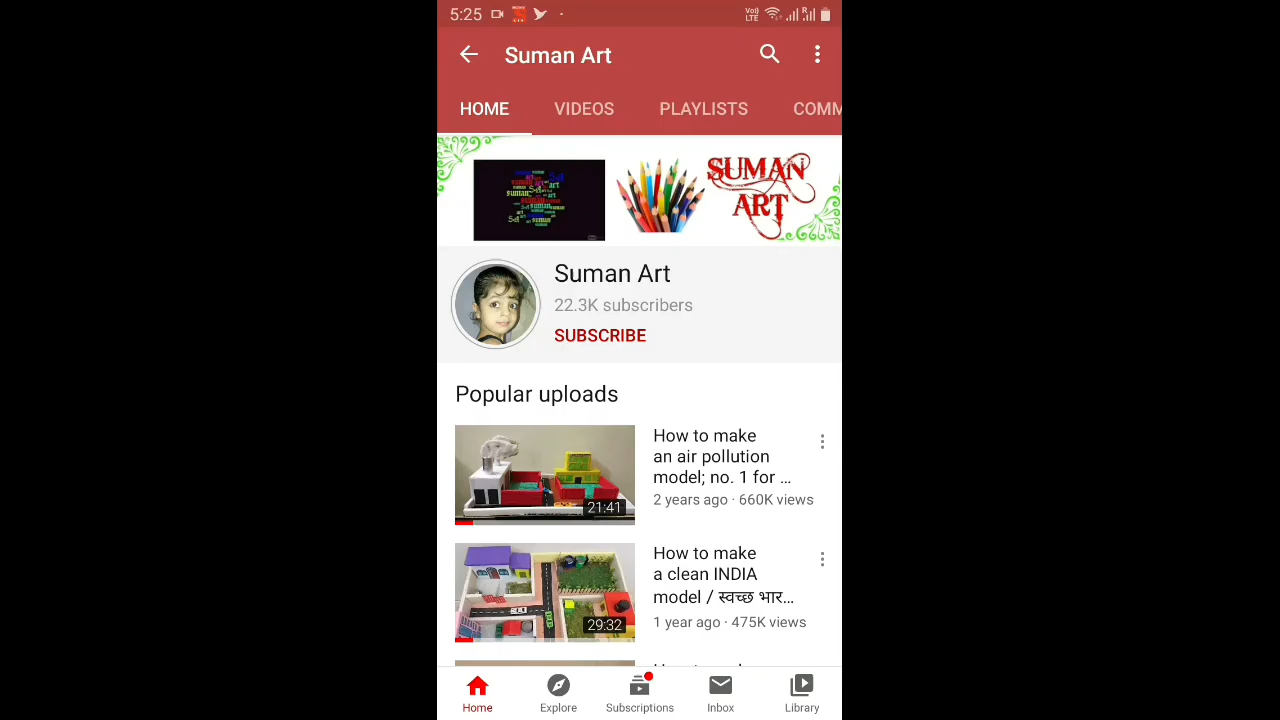 5:25
Vo))
LTE
R
Suman Art
HOME VIDEOS PLAYLISTS COMM
SUMAN
ART
Suman Art
22.3K subscribers
SUBSCRIBE
Popular uploads
How to make
an air pollution
model; no. 1 for ...
2 years ago · 660K views
21:41
How to make
a clean INDIA
model / स्वच्छ भार...
1 year ago · 475K views
29:32
Home Explore Subscriptions Inbox Library